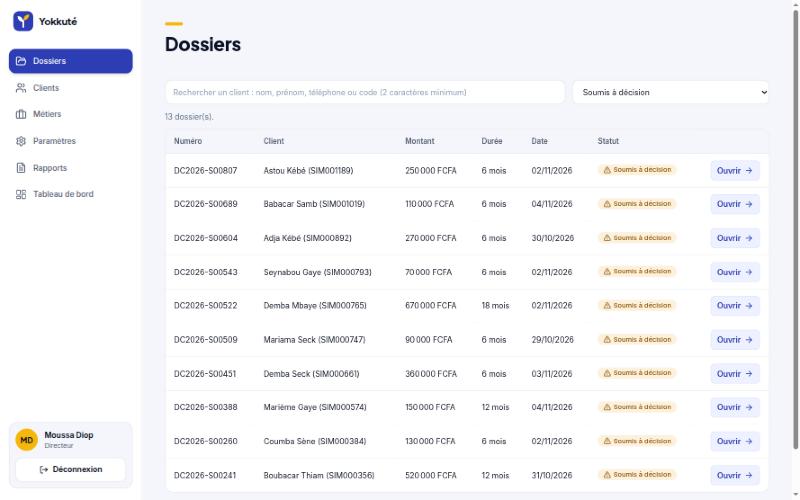 Yokkuté
Dossiers
Clients
Métiers
Paramètres
Rapports
Tableau de bord
MD
Moussa Diop
Directeur
Déconnexion
Dossiers
Rechercher un client : nom, prénom, téléphone ou code (2 caractères minimum)
Soumis à décision
13 dossier(s).
Numéro Client Montant Durée Date Statut
DC2026-S00807 Astou Kébé (SIM001189) 250 000 FCFA 6 mois 02/11/2026 Soumis à décision Ouvrir →
DC2026-S00689 Babacar Samb (SIM001019) 110 000 FCFA 6 mois 04/11/2026 Soumis à décision Ouvrir →
DC2026-S00604 Adja Kébé (SIM000892) 270 000 FCFA 6 mois 30/10/2026 Soumis à décision Ouvrir →
DC2026-S00543 Seynabou Gaye (SIM000793) 70 000 FCFA 6 mois 02/11/2026 Soumis à décision Ouvrir →
DC2026-S00522 Demba Mbaye (SIM000765) 670 000 FCFA 18 mois 02/11/2026 Soumis à décision Ouvrir →
DC2026-S00509 Mariama Seck (SIM000747) 90 000 FCFA 6 mois 29/10/2026 Soumis à décision Ouvrir →
DC2026-S00451 Demba Seck (SIM000661) 360 000 FCFA 6 mois 03/11/2026 Soumis à décision Ouvrir →
DC2026-S00388 Marième Gaye (SIM000574) 150 000 FCFA 12 mois 04/11/2026 Soumis à décision Ouvrir →
DC2026-S00260 Coumba Sène (SIM000384) 130 000 FCFA 6 mois 02/11/2026 Soumis à décision Ouvrir →
DC2026-S00241 Boubacar Thiam (SIM000356) 520 000 FCFA 12 mois 31/10/2026 Soumis à décision Ouvrir →